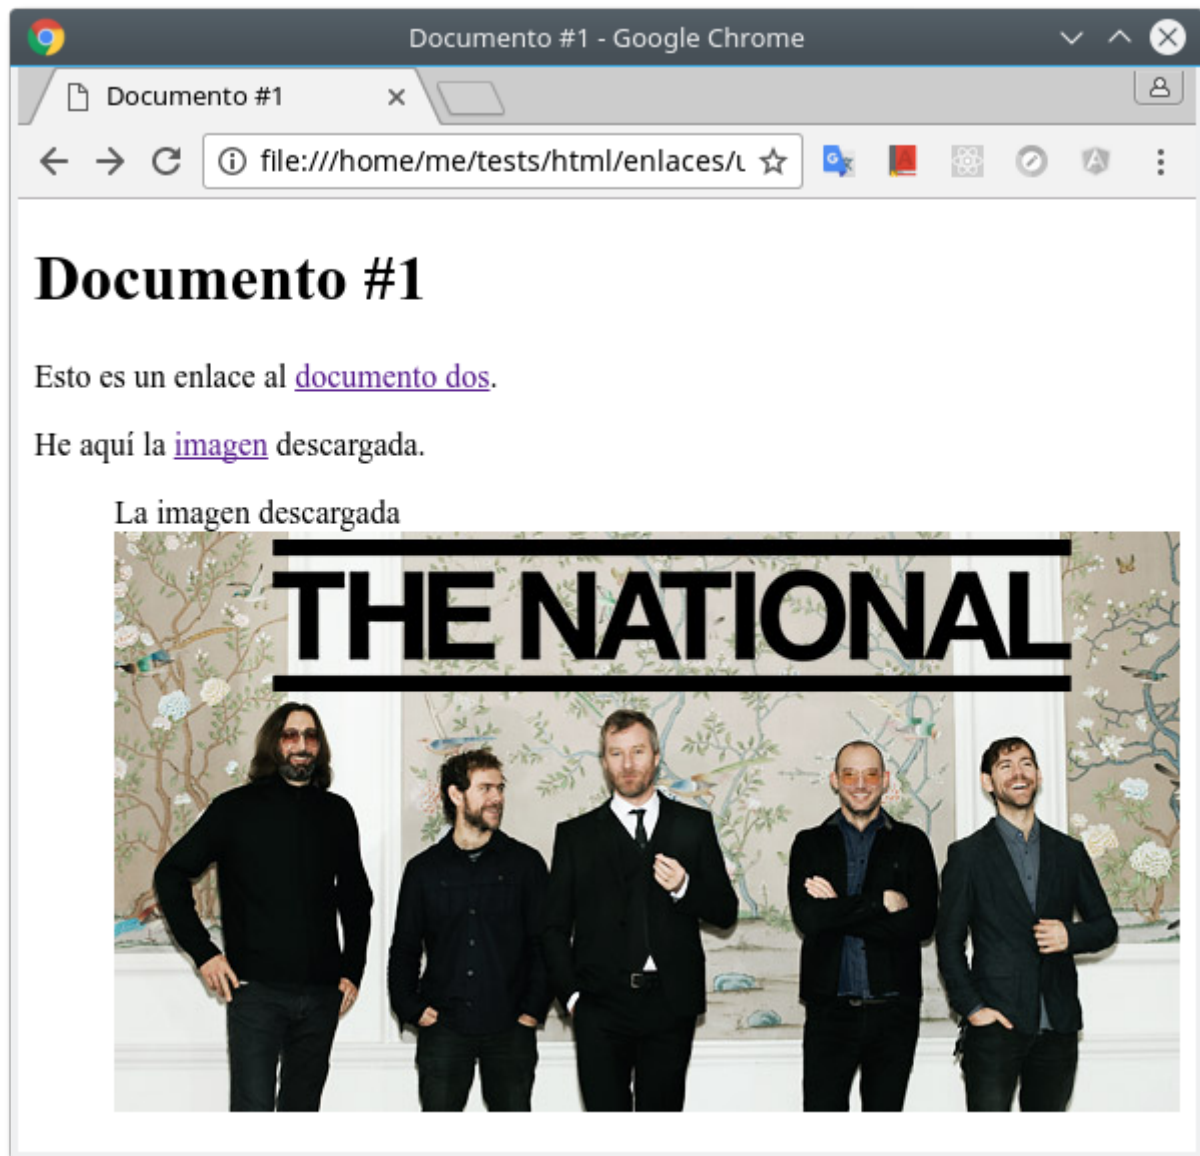 Documento #1 - Google Chrome
Documento #1
file:///home/me/tests/html/enlaces/u
Documento #1
Esto es un enlace al documento dos.
He aquí la imagen descargada.
La imagen descargada
THE NATIONAL